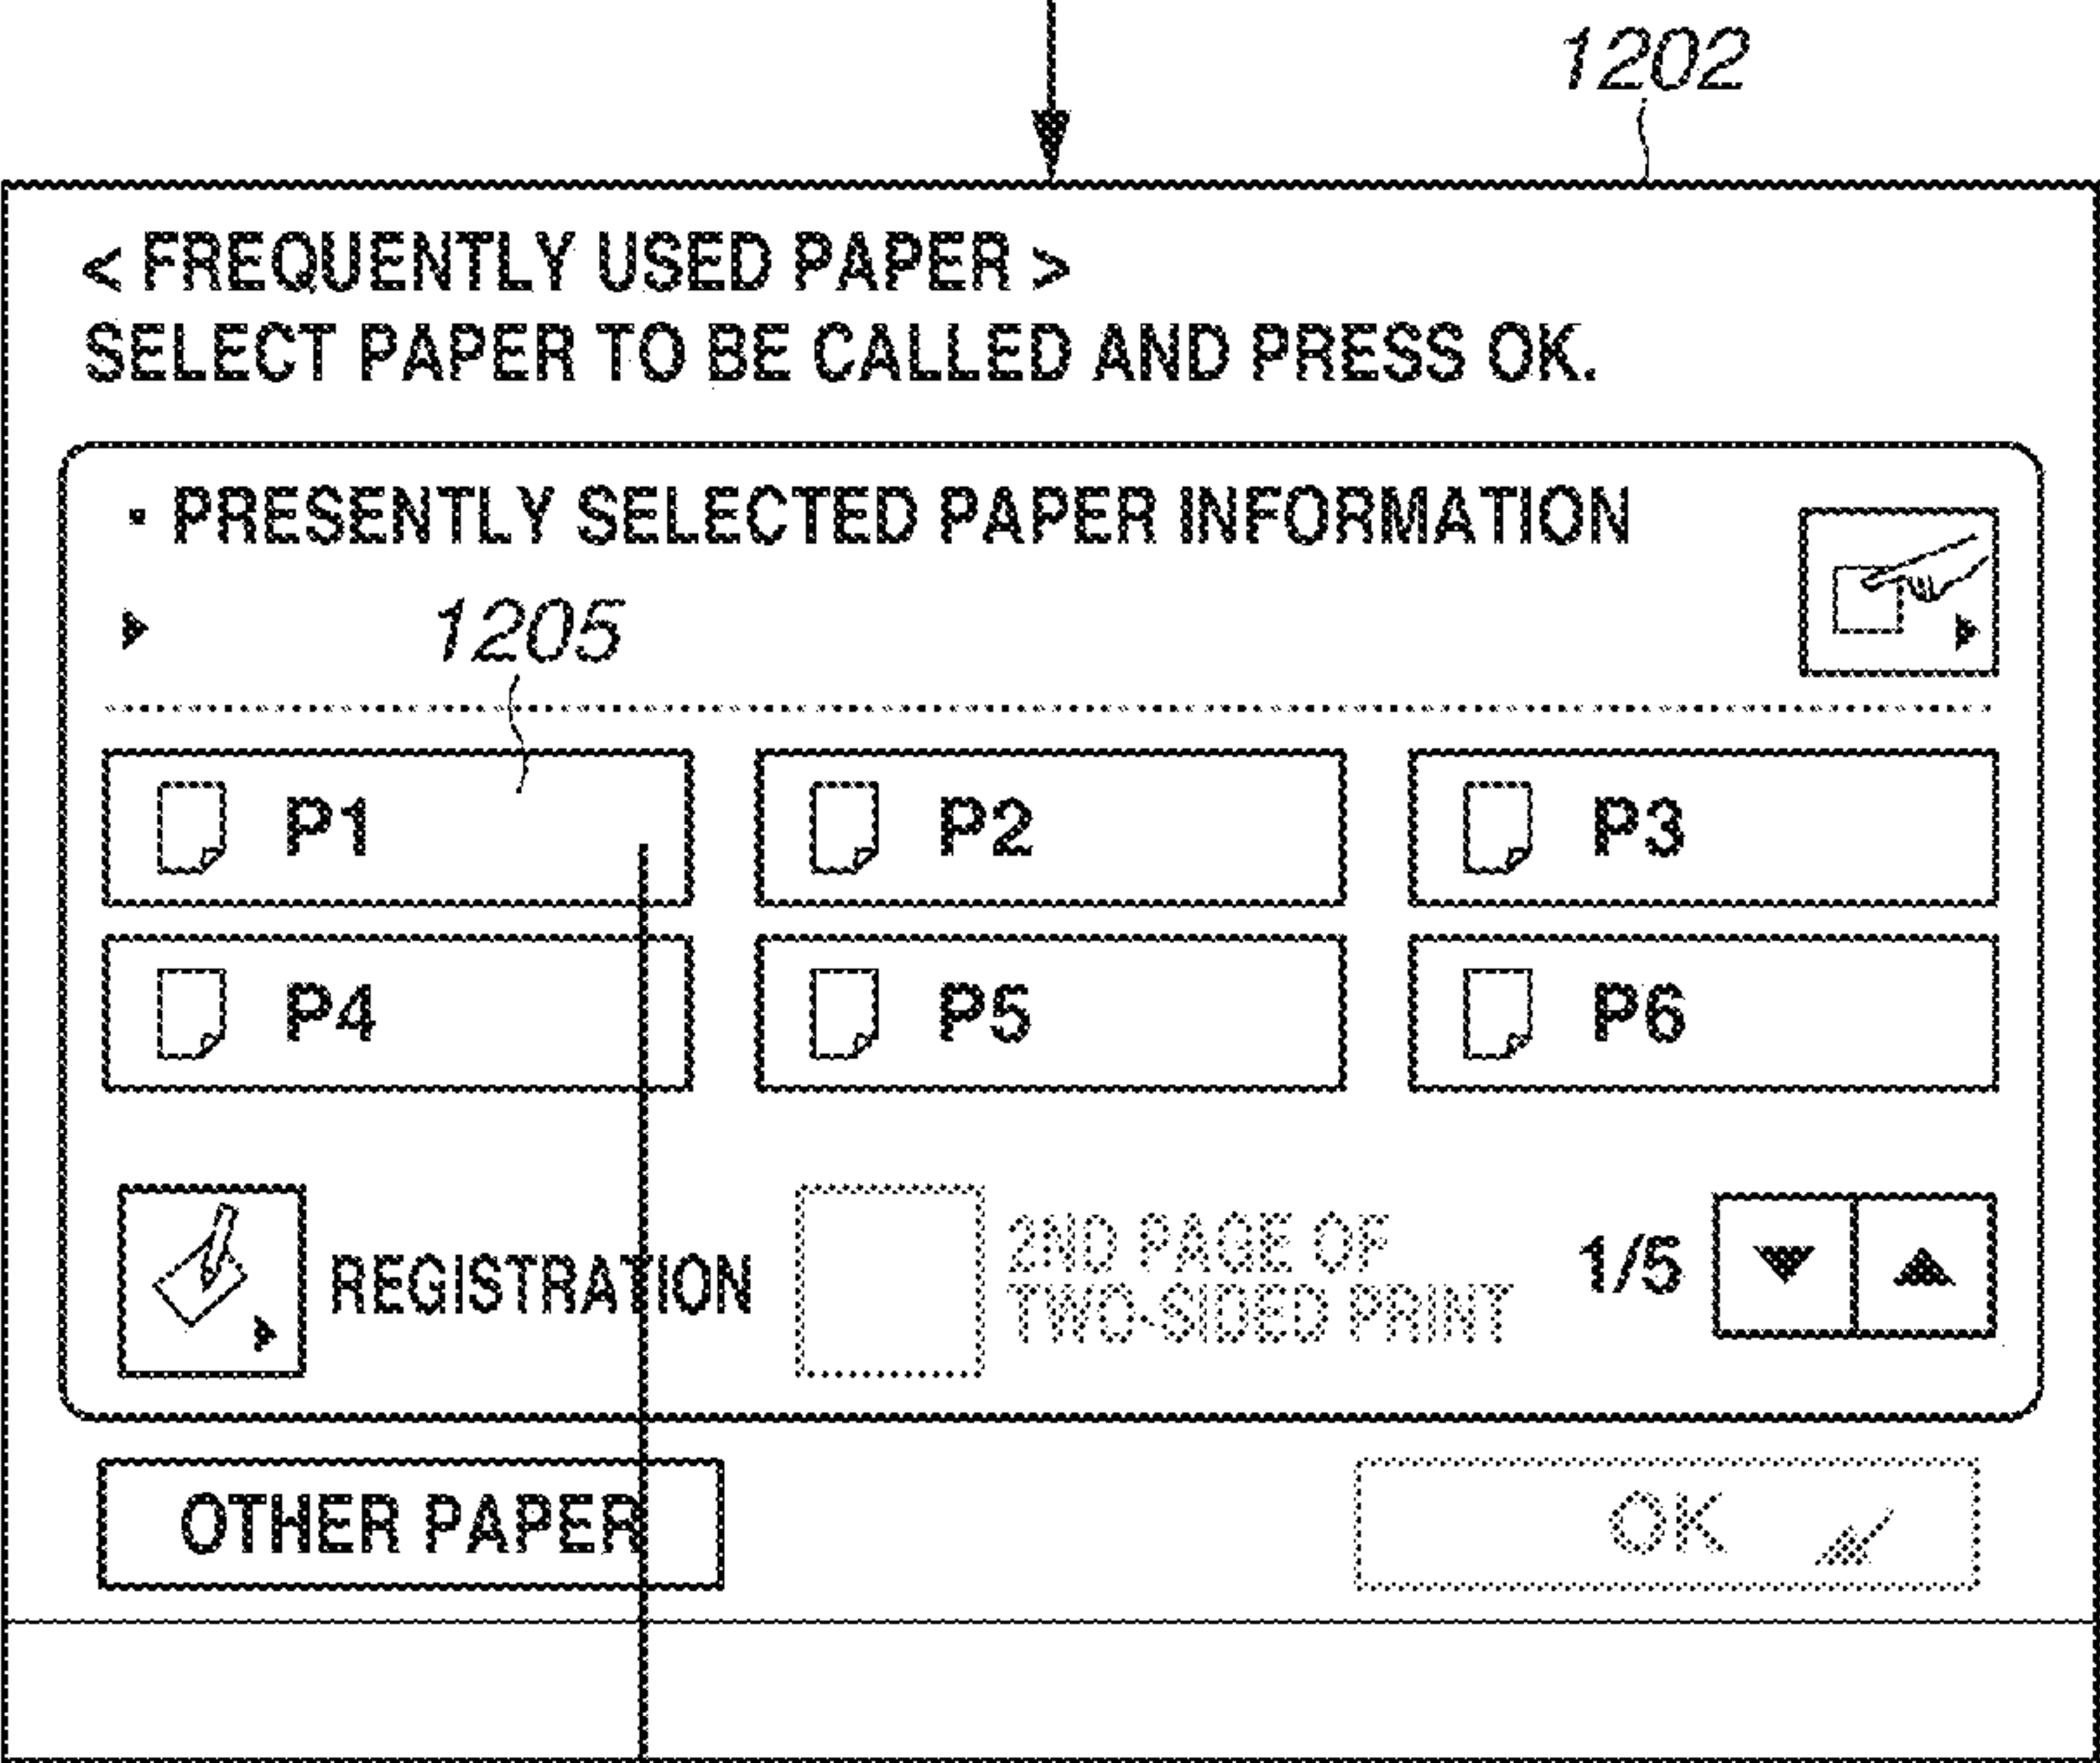 1202
< FREQUENTLY USED PAPER >
SELECT PAPER TO BE CALLED AND PRESS OK.
· PRESENTLY SELECTED PAPER INFORMATION
1205
P1
P2
P3
P4
P5
P6
REGISTRATION
2ND PAGE OF
TWO-SIDED PRINT
1/5
OTHER PAPER
OK